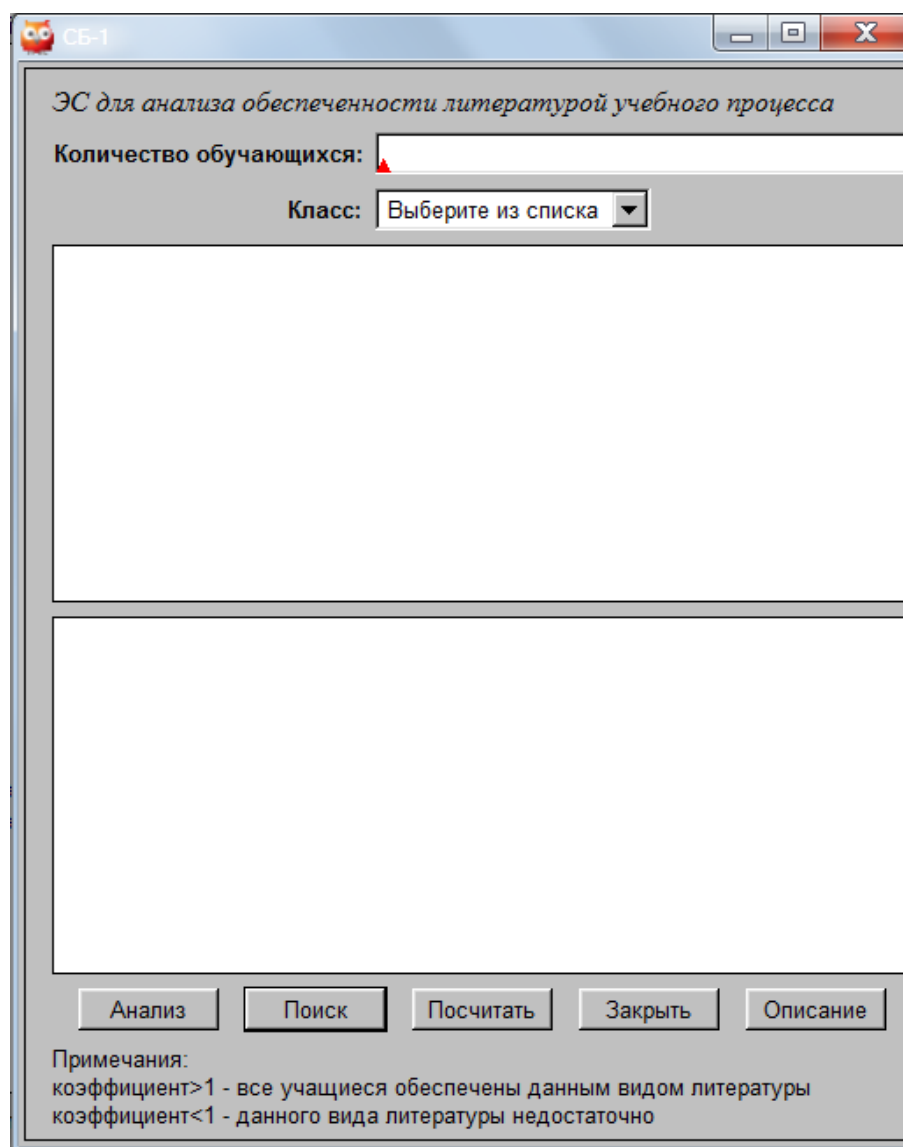 СБ-1
ЭС для анализа обеспеченности литературой учебного процесса
Количество обучающихся:
Класс: Выберите из списка
Анализ Поиск Посчитать Закрыть Описание
Примечания:
коэффициент>1 - все учащиеся обеспечены данным видом литературы
коэффициент<1 - данного вида литературы недостаточно